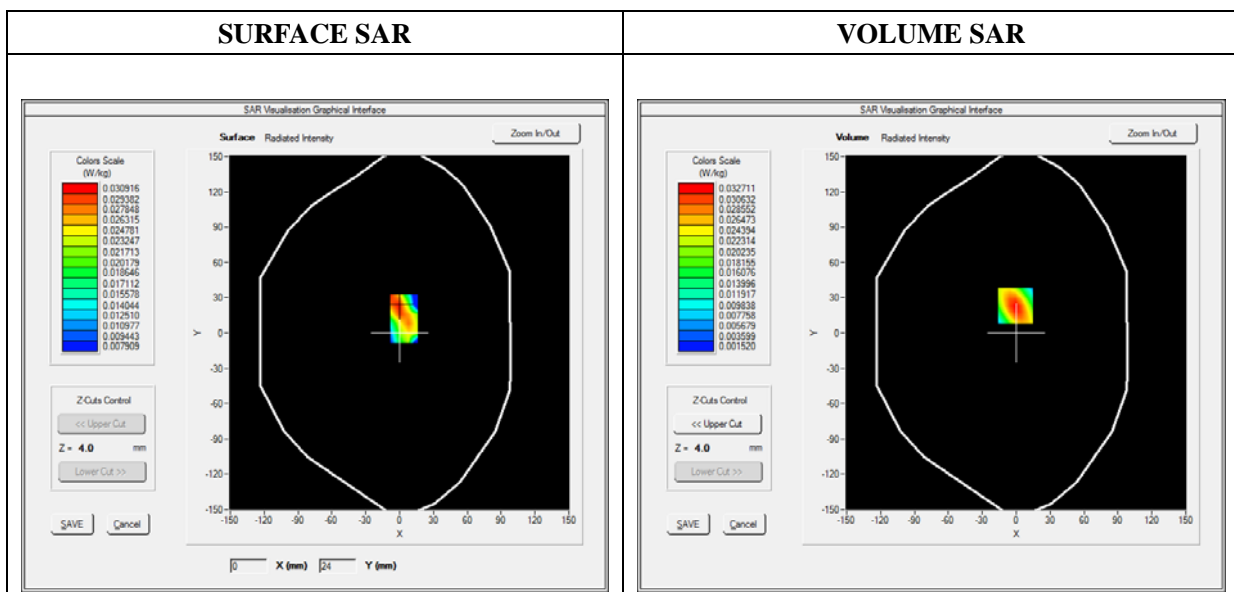 SURFACE SAR
VOLUME SAR
SAR Visualisation Graphical Interface
Surface Radiated Intensity
Zoom In/Out
Colors Scale
(W/kg)
0.030916
0.029382
0.027848
0.026315
0.024781
0.023247
0.021713
0.020179
0.018646
0.017112
0.015578
0.014044
0.012510
0.010977
0.009443
0.007909
Z-Cuts Control
<< Upper Cut
Z = 4.0 mm
Lower Cut >>
SAVE Cancel
150
120
90
60
30
0
-30
-60
-90
-120
-150
Y
-150 -120 -90 -60 -30 0 30 60 90 120 150
X
0 X (mm) 24 Y (mm)
SAR Visualisation Graphical Interface
Volume Radiated Intensity
Zoom In/Out
Colors Scale
(W/kg)
0.032711
0.030632
0.028552
0.026473
0.024394
0.022314
0.020235
0.018155
0.016076
0.013996
0.011917
0.009838
0.007758
0.005679
0.003599
0.001520
Z-Cuts Control
<< Upper Cut
Z = 4.0 mm
Lower Cut >>
SAVE Cancel
150
120
90
60
30
0
-30
-60
-90
-120
-150
Y
-150 -120 -90 -60 -30 0 30 60 90 120 150
X